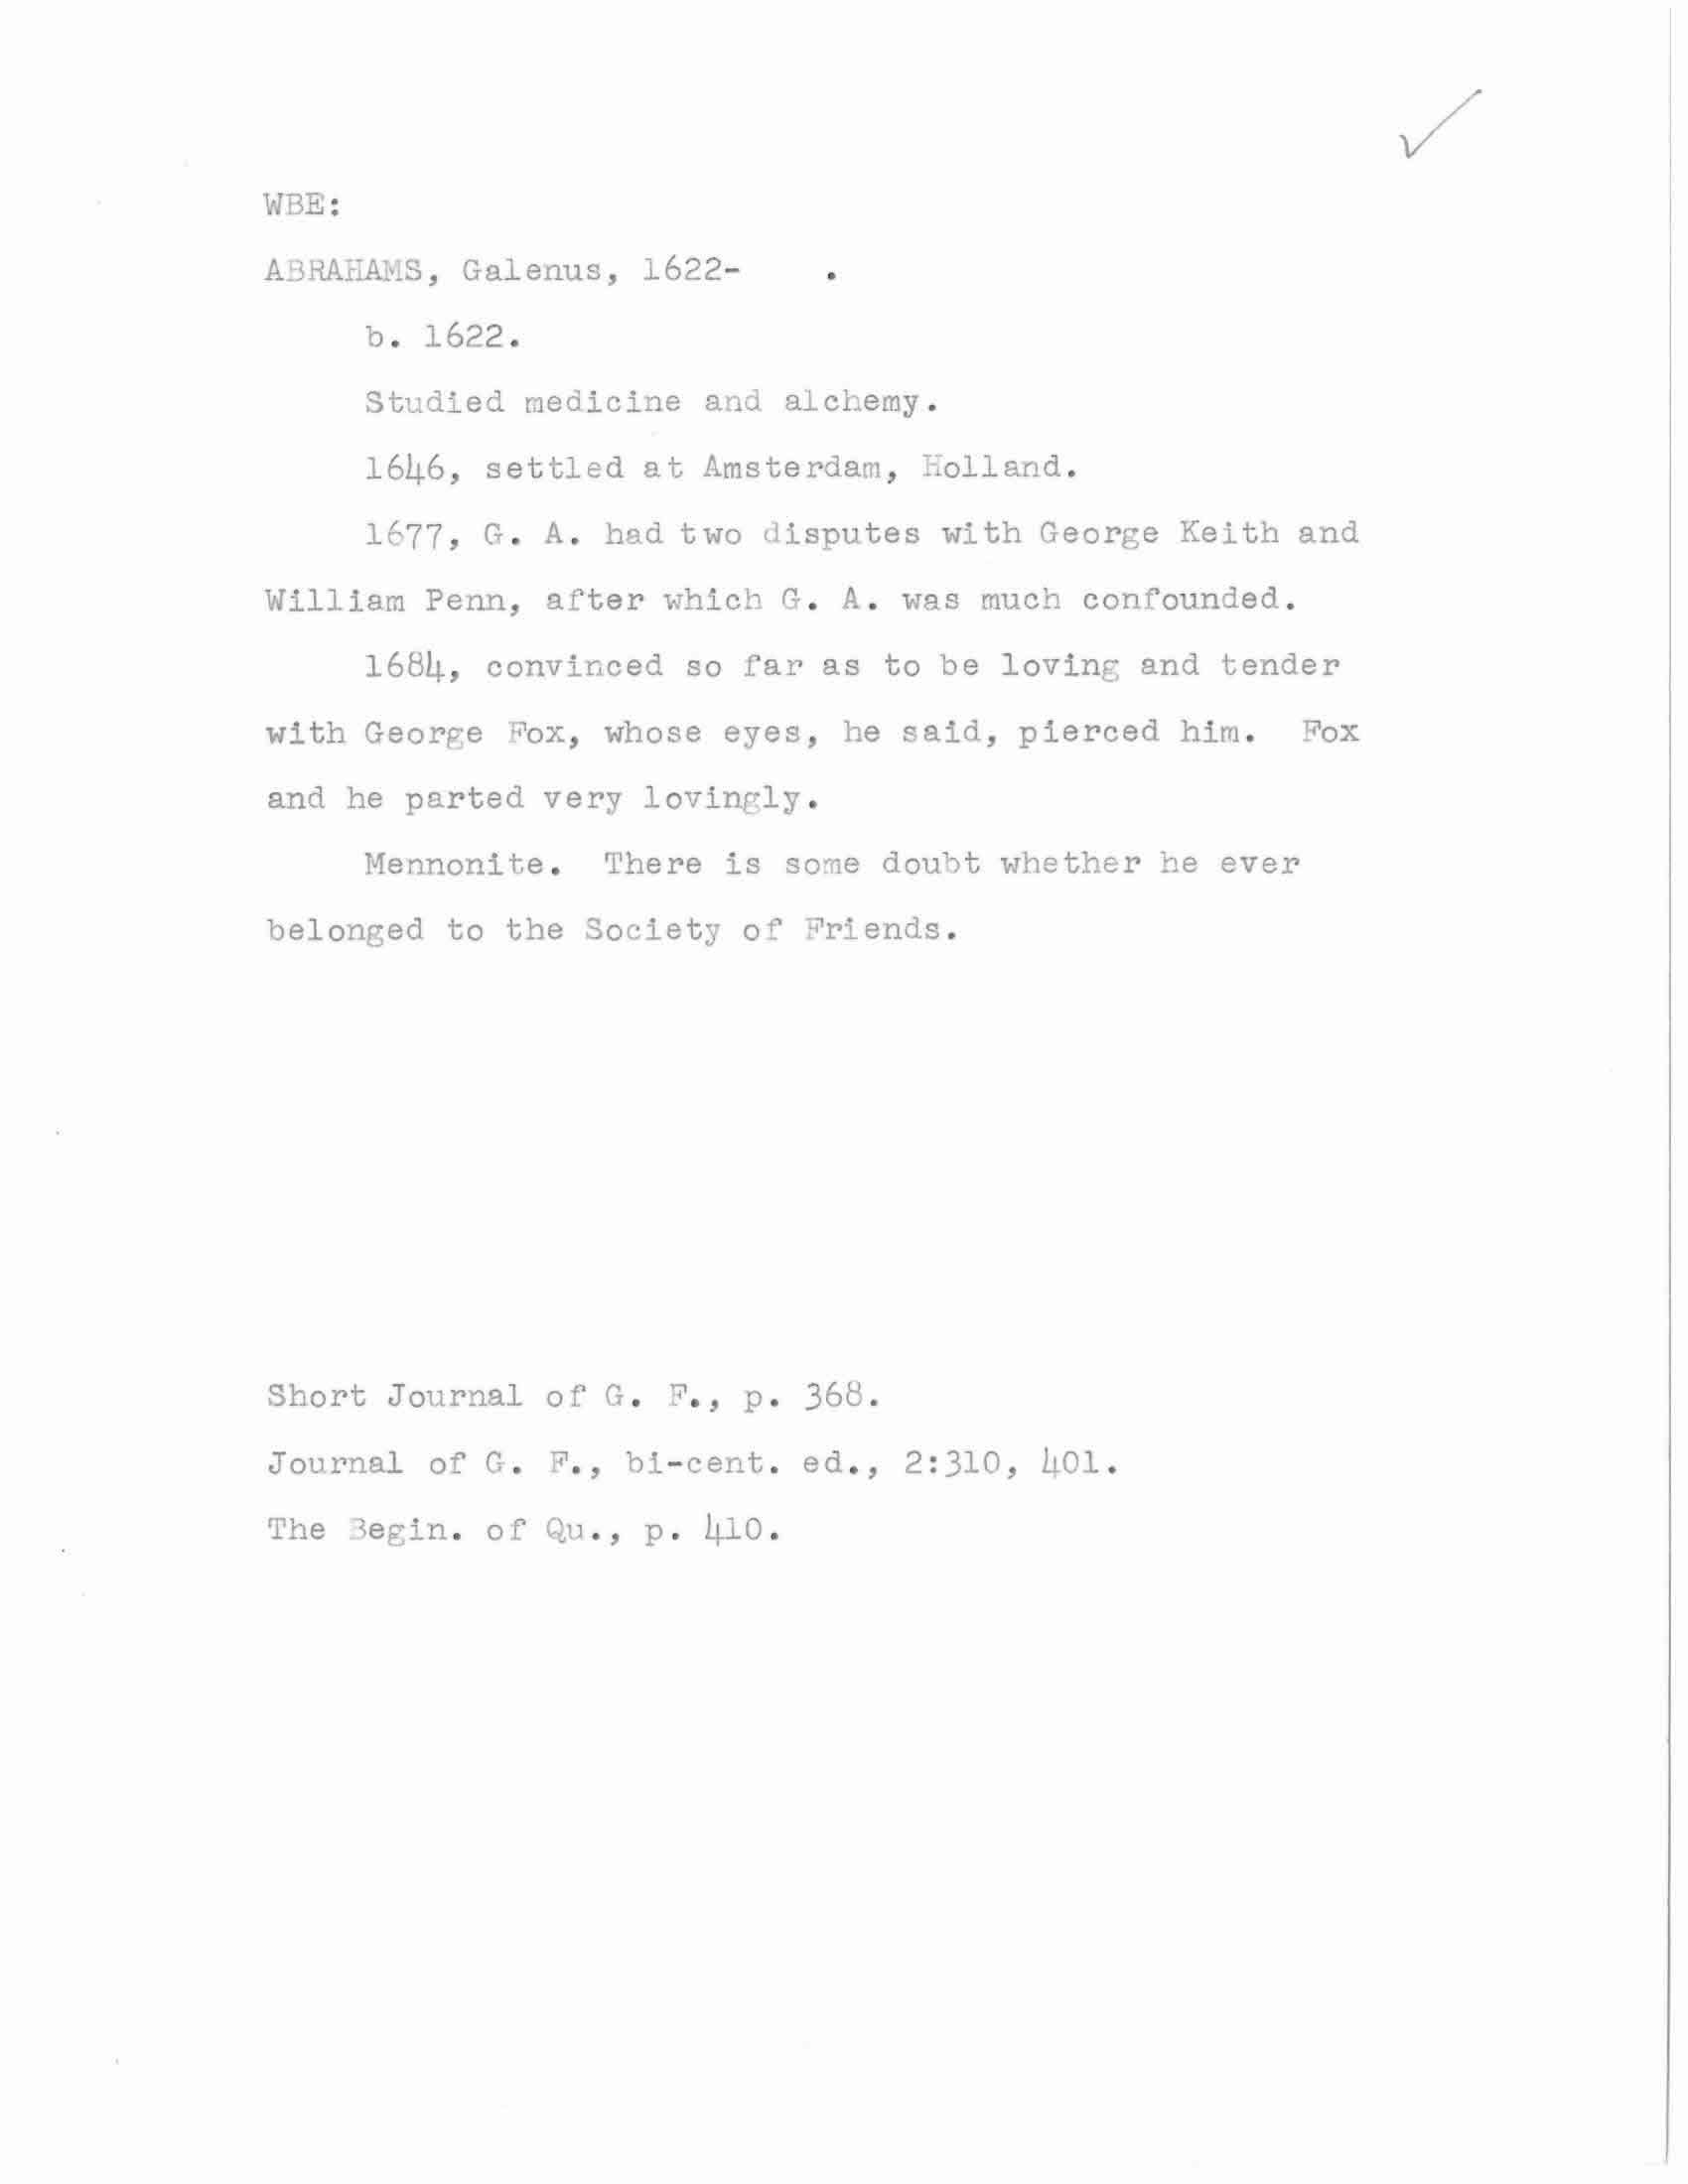 WBE:
ABRAHAMS, Galenus, 1622-    .
b. 1622.
Studied medicine and alchemy.
1646, settled at Amsterdam, Holland.
1677, G. A. had two disputes with George Keith and
William Penn, after which G. A. was much confounded.
1684, convinced so far as to be loving and tender
with George Fox, whose eyes, he said, pierced him.  Fox
and he parted very lovingly.
Mennonite.  There is some doubt whether he ever
belonged to the Society of Friends.
Short Journal of G. F., p. 368.
Journal of G. F., bi-cent. ed., 2:310, 401.
The Begin. of Qu., p. 410.